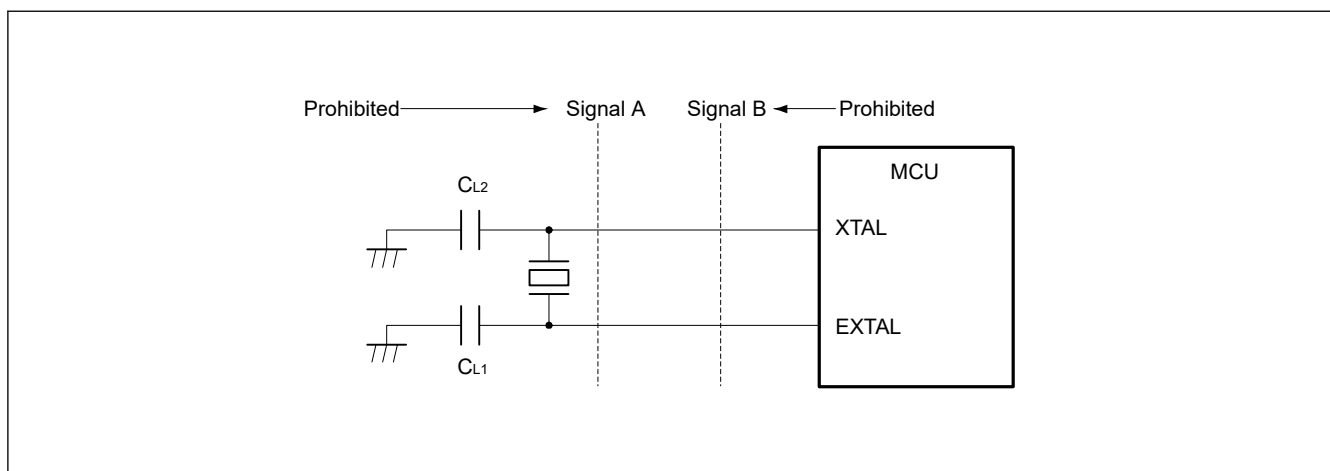 Prohibited Signal A Signal B Prohibited
MCU
CL2
XTAL
EXTAL
CL1